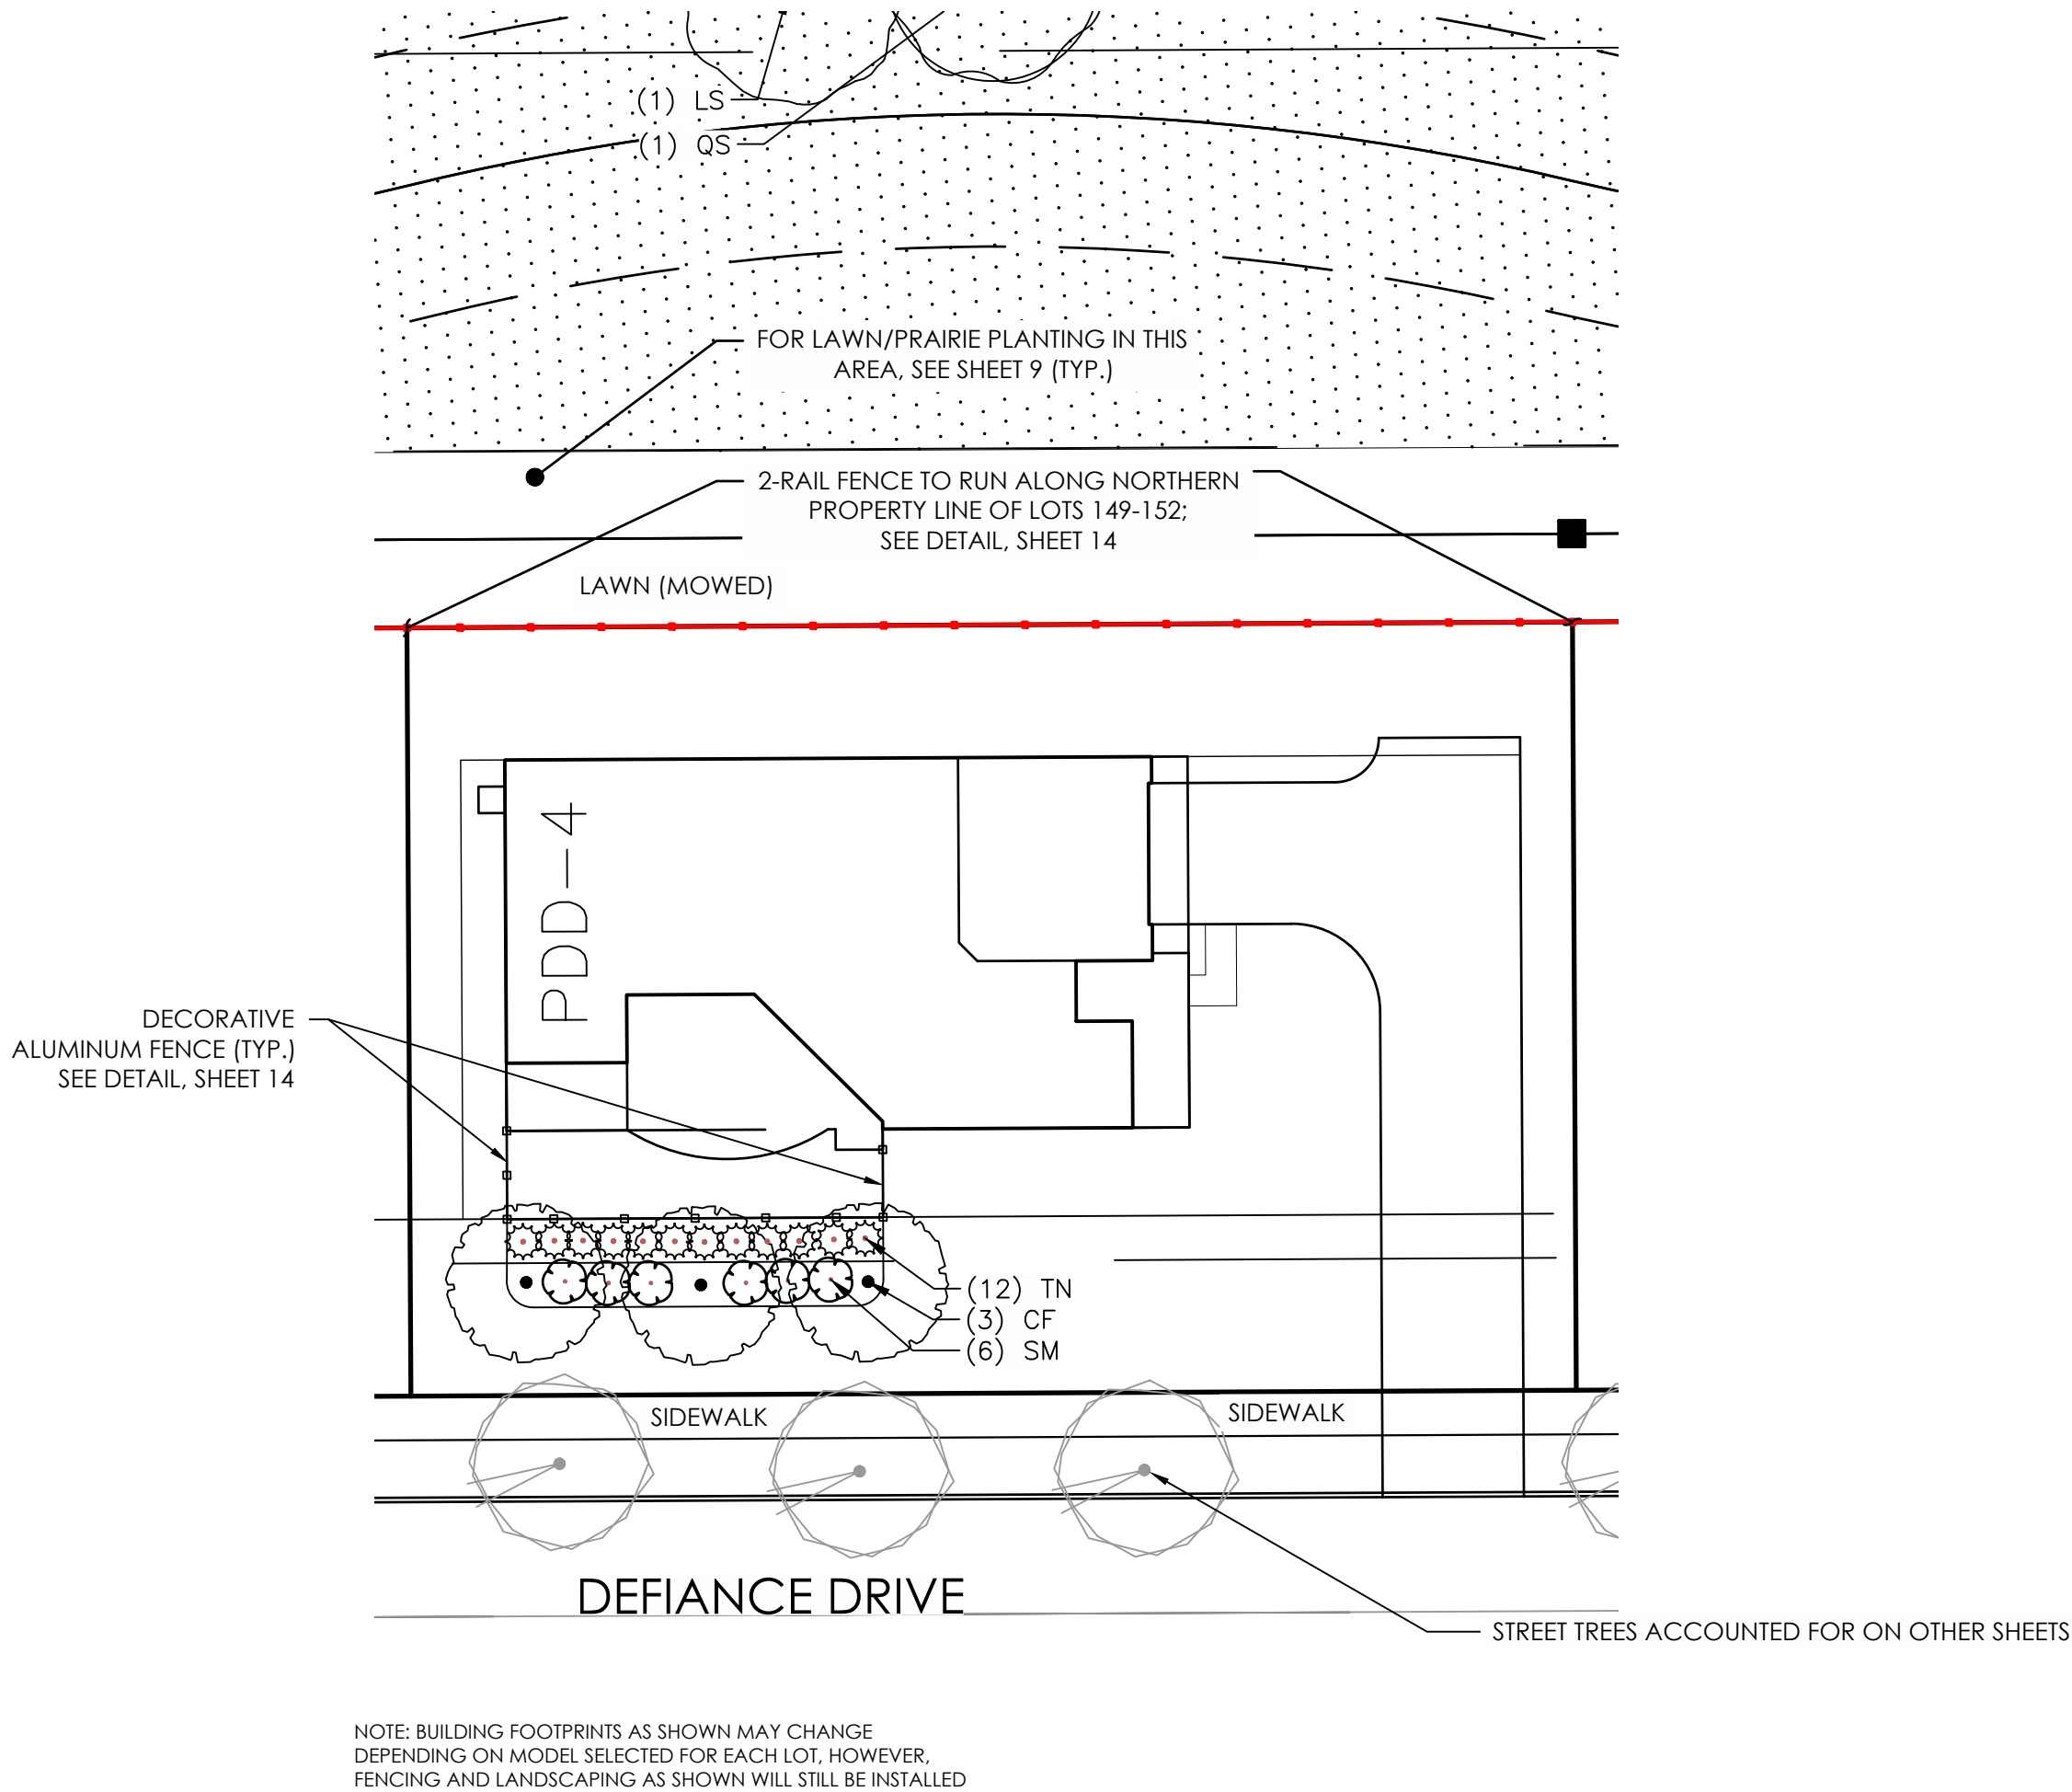 (1) LS
(1) QS
FOR LAWN/PRAIRIE PLANTING IN THIS
AREA, SEE SHEET 9 (TYP.)
2-RAIL FENCE TO RUN ALONG NORTHERN
PROPERTY LINE OF LOTS 149-152;
SEE DETAIL, SHEET 14
LAWN (MOWED)
PDD-4
DECORATIVE
ALUMINUM FENCE (TYP.)
SEE DETAIL, SHEET 14
(12) TN
(3) CF
(6) SM
SIDEWALK
SIDEWALK
DEFIANCE DRIVE
STREET TREES ACCOUNTED FOR ON OTHER SHEETS
NOTE: BUILDING FOOTPRINTS AS SHOWN MAY CHANGE
DEPENDING ON MODEL SELECTED FOR EACH LOT, HOWEVER,
FENCING AND LANDSCAPING AS SHOWN WILL STILL BE INSTALLED